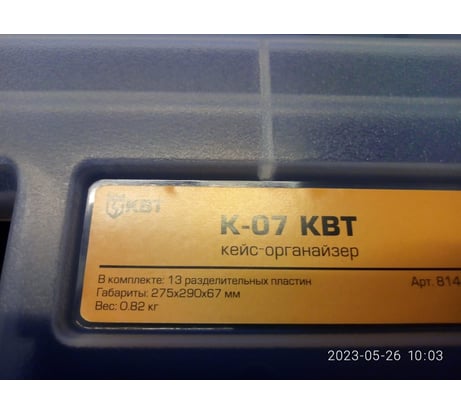 КВТ
К-07 КВТ
кейс-органайзер
В комплекте: 13 разделительных пластин
Арт. 814
Габариты: 275х290х67 мм
Вес: 0.82 кг
2023-05-26 10:03